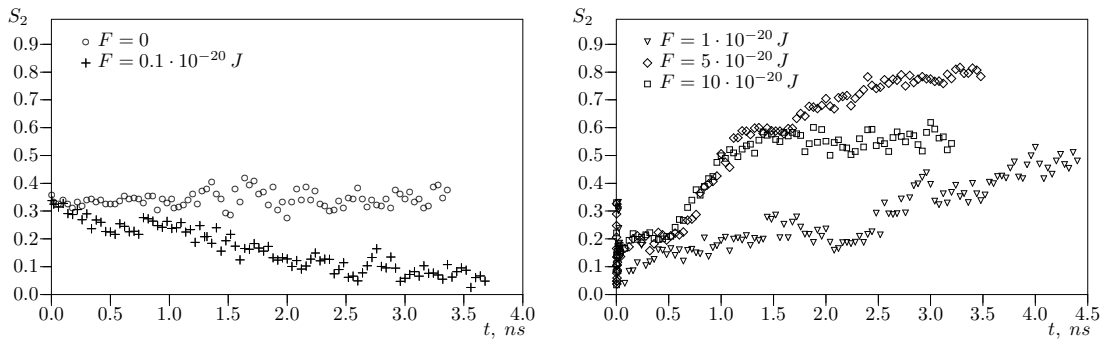 S₂
0.9
0.8
0.7
0.6
0.5
0.4
0.3
0.2
0.1
0.0
F = 0
F = 0.1 · 10⁻²⁰ J
0.0 0.5 1.0 1.5 2.0 2.5 3.0 3.5 4.0
t, ns
S₂
0.9
0.8
0.7
0.6
0.5
0.4
0.3
0.2
0.1
0.0
F = 1 · 10⁻²⁰ J
F = 5 · 10⁻²⁰ J
F = 10 · 10⁻²⁰ J
0.0 0.5 1.0 1.5 2.0 2.5 3.0 3.5 4.0 4.5
t, ns